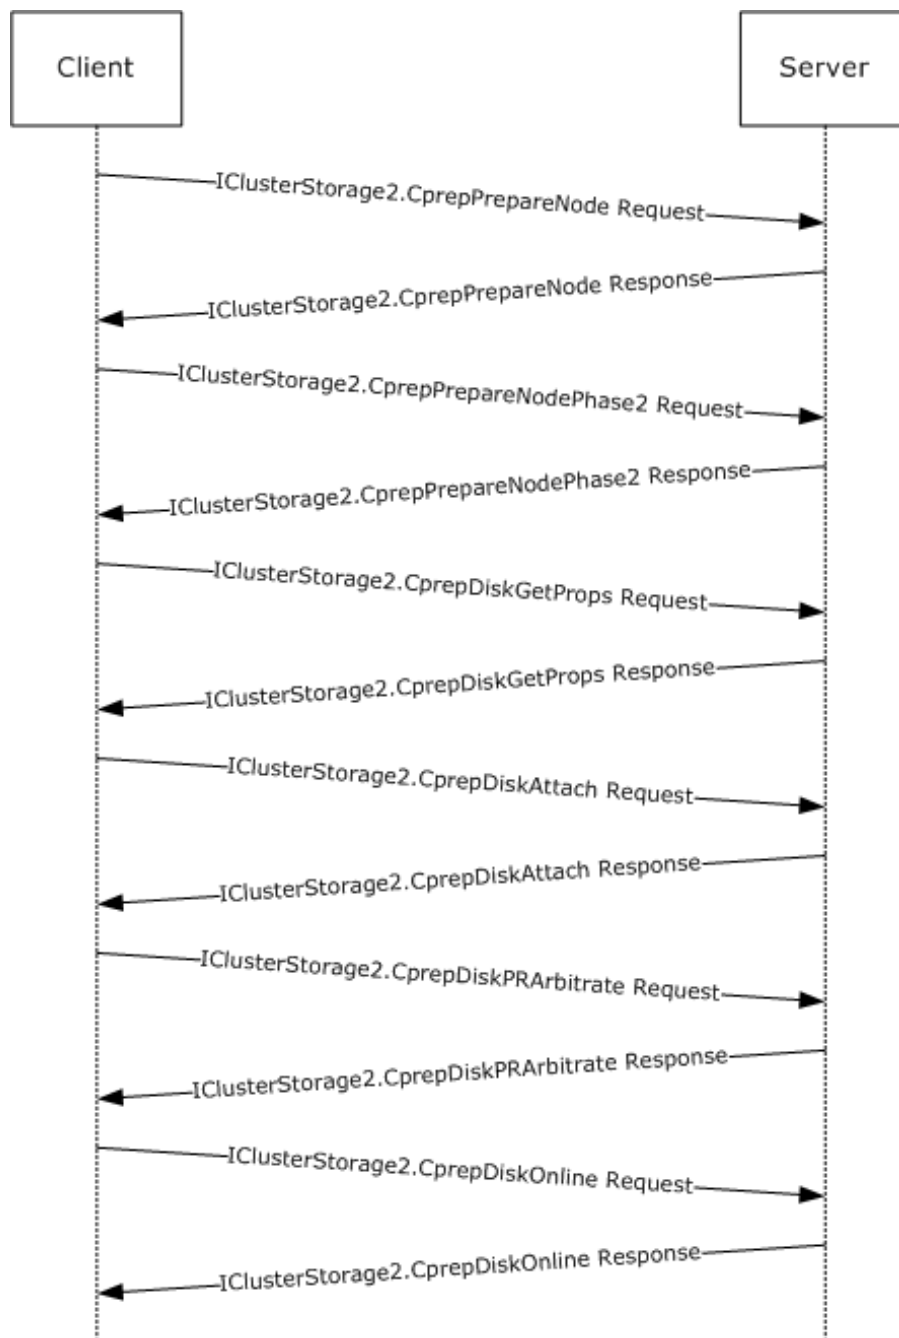 Client
Server
IClusterStorage2.CprepPrepareNode Request
IClusterStorage2.CprepPrepareNode Response
IClusterStorage2.CprepPrepareNodePhase2 Request
IClusterStorage2.CprepPrepareNodePhase2 Response
IClusterStorage2.CprepDiskGetProps Request
IClusterStorage2.CprepDiskGetProps Response
IClusterStorage2.CprepDiskAttach Request
IClusterStorage2.CprepDiskAttach Response
IClusterStorage2.CprepDiskPRArbitrate Request
IClusterStorage2.CprepDiskPRArbitrate Response
IClusterStorage2.CprepDiskOnline Request
IClusterStorage2.CprepDiskOnline Response